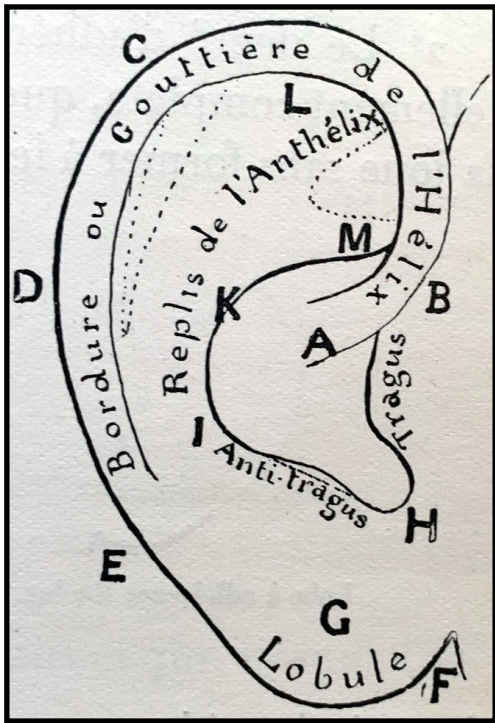 C
Bordure ou Gouttière de l'Hélix
L
Replis de l'Anthélix
M
D
K
B
A
Tragus
I
Anti-tragus
H
E
G
Lobule
F